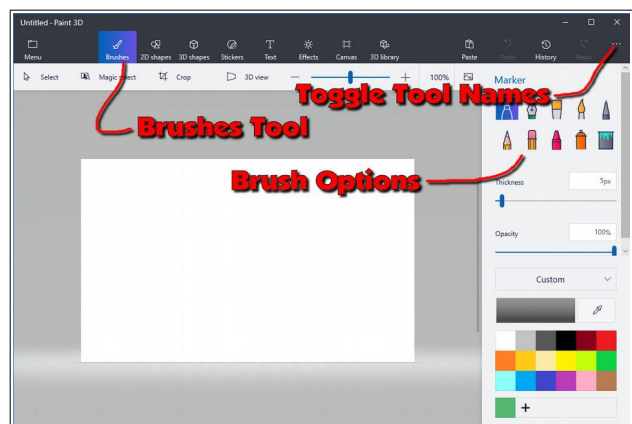 Untitled - Paint 3D
Menu Brushes 2D shapes 3D shapes Stickers Text Effects Canvas 3D library Paste Undo History Redo
Select Magic select Crop 3D view 100%
Marker
Toggle Tool Names
Brushes Tool
Brush Options
Thickness 5px
Opacity 100%
Custom